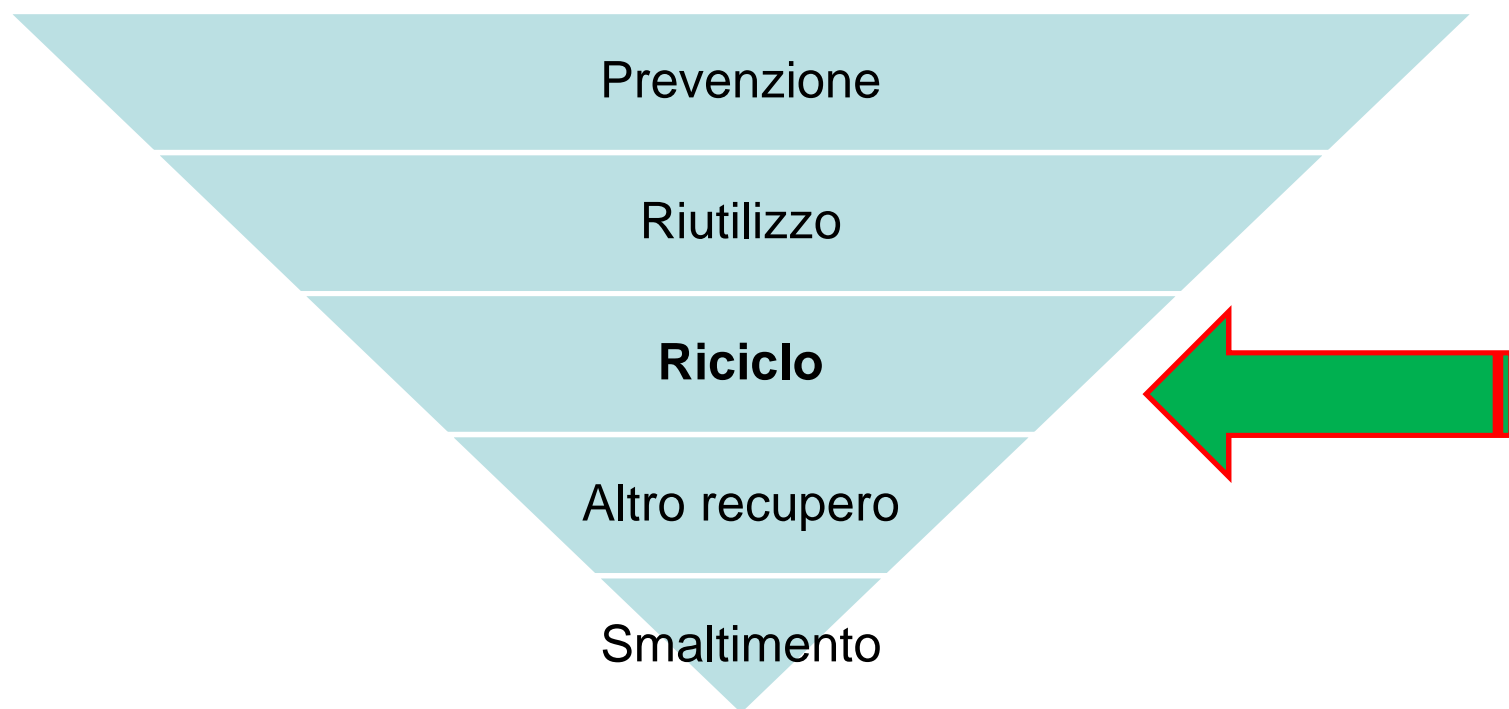 Prevenzione
Riutilizzo
Riciclo
Altro recupero
Smaltimento